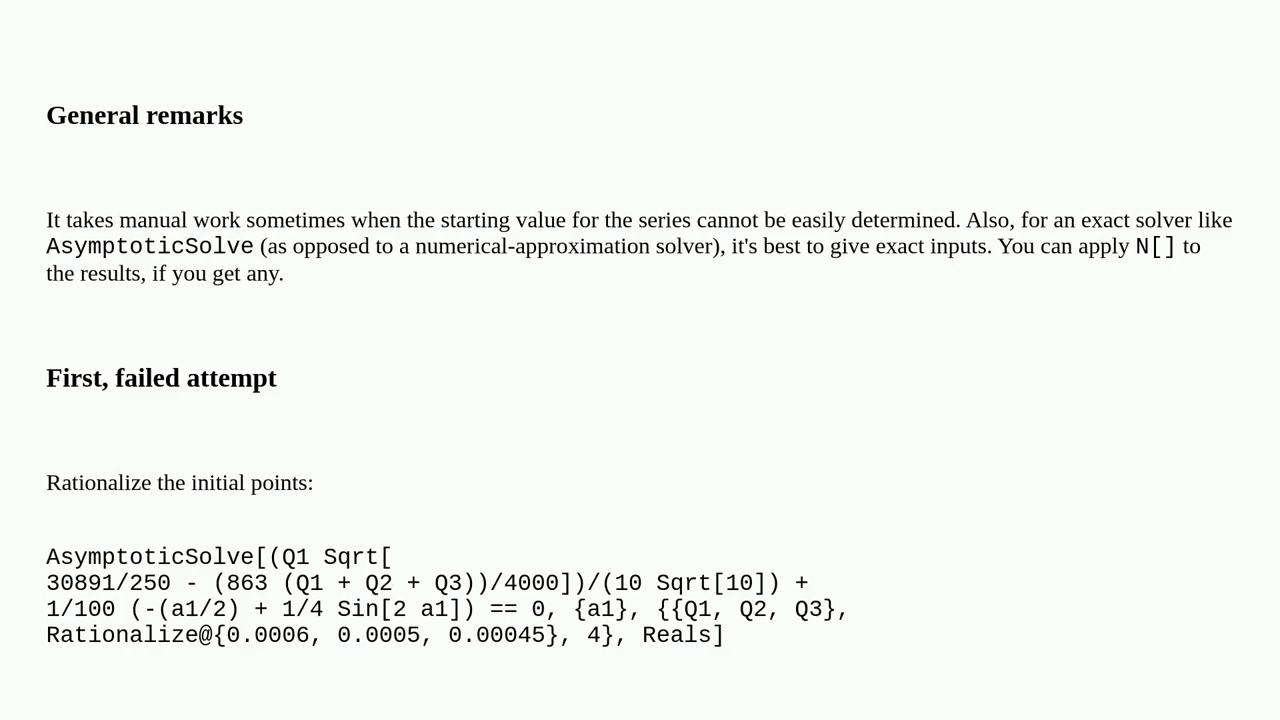 General remarks
It takes manual work sometimes when the starting value for the series cannot be easily determined. Also, for an exact solver like
AsymptoticSolve (as opposed to a numerical-approximation solver), it's best to give exact inputs. You can apply N[] to
the results, if you get any.
First, failed attempt
Rationalize the initial points:
AsymptoticSolve[(Q1 Sqrt[
30891/250 - (863 (Q1 + Q2 + Q3))/4000])/(10 Sqrt[10]) +
1/100 (-(a1/2) + 1/4 Sin[2 a1]) == 0, {a1}, {{Q1, Q2, Q3},
Rationalize@{0.0006, 0.0005, 0.00045}, 4}, Reals]